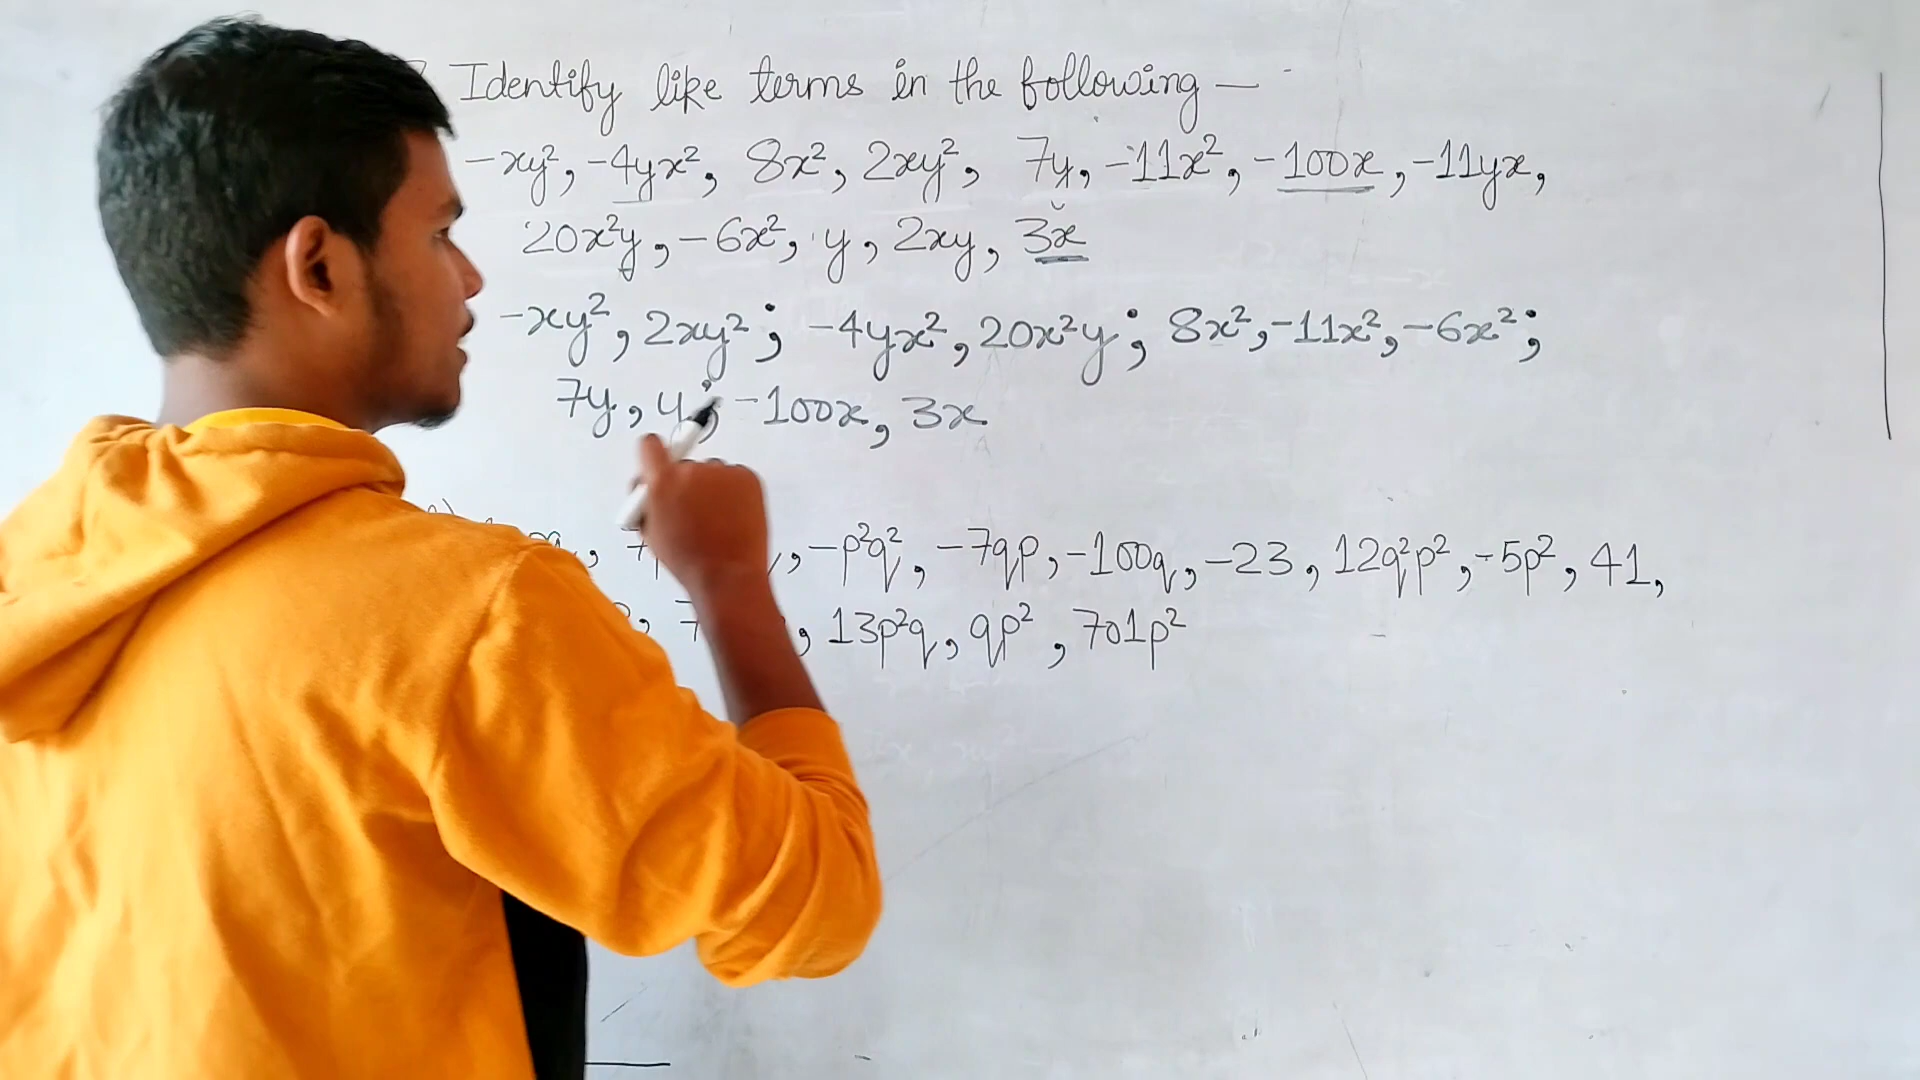 Identify like terms in the following —
-xy², -4yx², 8x², 2xy², 7y, -11x², -100x, -11yx,
20x²y, -6x², y, 2xy, 3x
-xy², 2xy²; -4yx², 20x²y; 8x², -11x², -6x²;
7y, y; -100x, 3x
, -p²q², -7qp, -100q, -23, 12q²p², -5p², 41,
, 13p²q, qp², 701p²